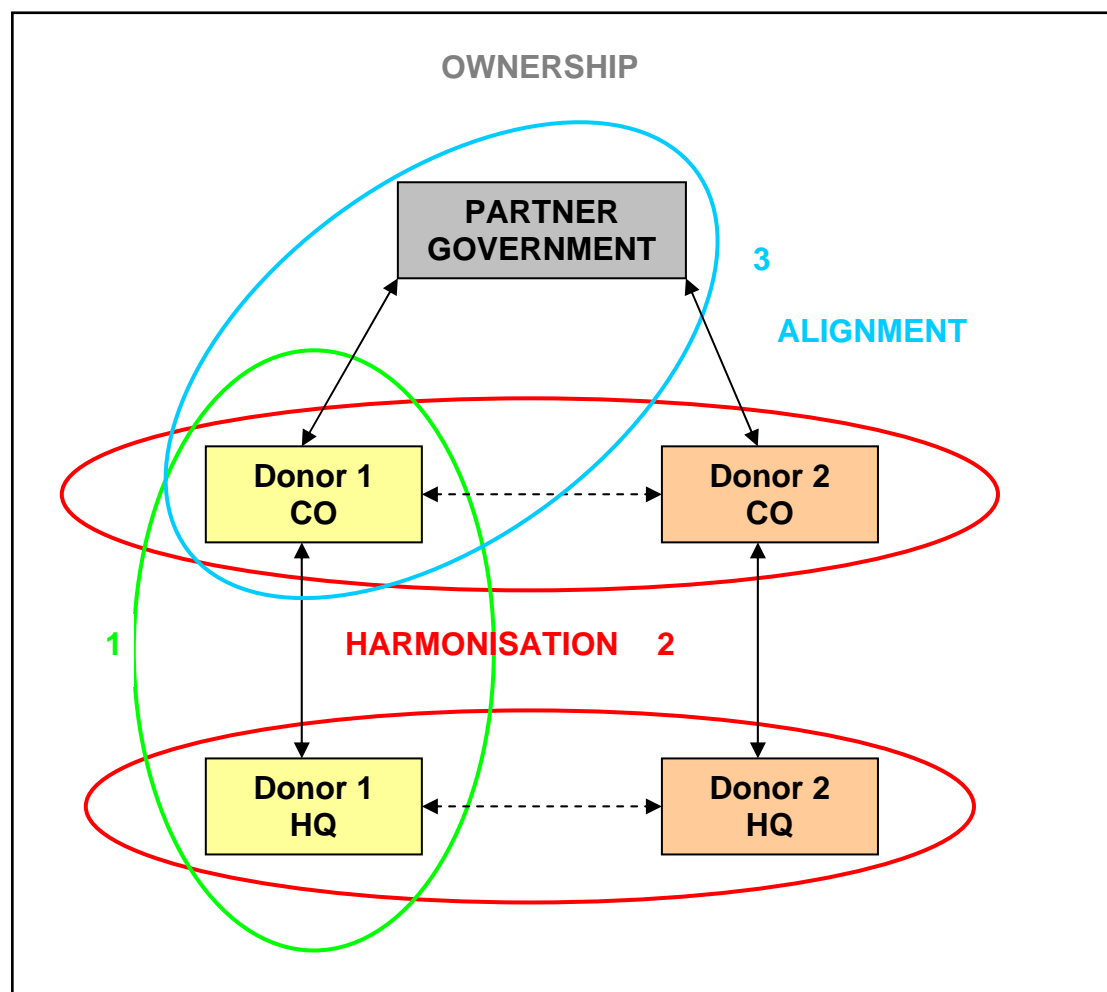 OWNERSHIP
PARTNER
GOVERNMENT
3
ALIGNMENT
Donor 1
CO
Donor 2
CO
1
HARMONISATION 2
Donor 1
HQ
Donor 2
HQ